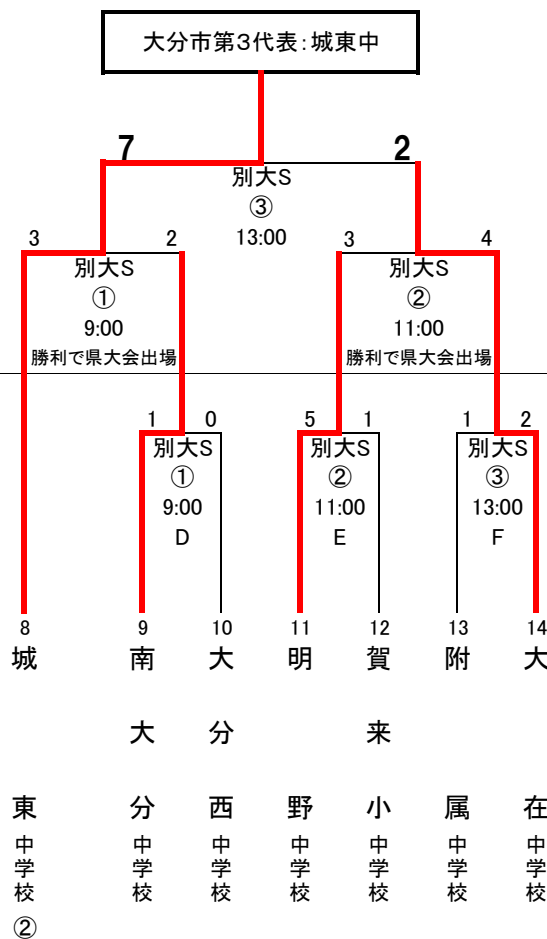 大分市第3代表:城東中
7 2
別大S
③
13:00
3 2 3 4
別大S 別大S
① ②
9:00 11:00
勝利で県大会出場 勝利で県大会出場
1 0 5 1 1 2
別大S 別大S 別大S
① ② ③
9:00 11:00 13:00
D E F
8 9 10 11 12 13 14
城東中学校②
南大分中学校
大分西中学校
明野中学校
賀来小中学校
附属中学校
大在中学校